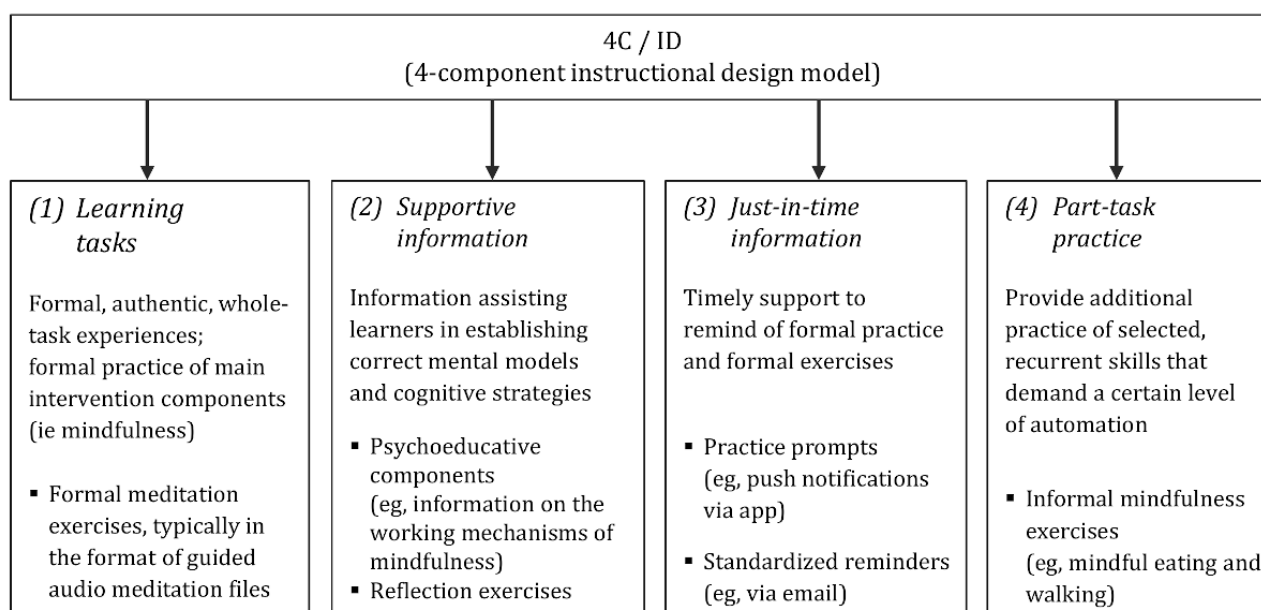 4C / ID
(4-component instructional design model)
(1) Learning
tasks
Formal, authentic, whole-
task experiences;
formal practice of main
intervention components
(ie mindfulness)
▪ Formal meditation
exercises, typically in
the format of guided
audio meditation files
(2) Supportive
information
Information assisting
learners in establishing
correct mental models
and cognitive strategies
▪ Psychoeducative
components
(eg, information on the
working mechanisms of
mindfulness)
▪ Reflection exercises
(3) Just-in-time
information
Timely support to
remind of formal practice
and formal exercises
▪ Practice prompts
(eg, push notifications
via app)
▪ Standardized reminders
(eg, via email)
(4) Part-task
practice
Provide additional
practice of selected,
recurrent skills that
demand a certain level
of automation
▪ Informal mindfulness
exercises
(eg, mindful eating and
walking)